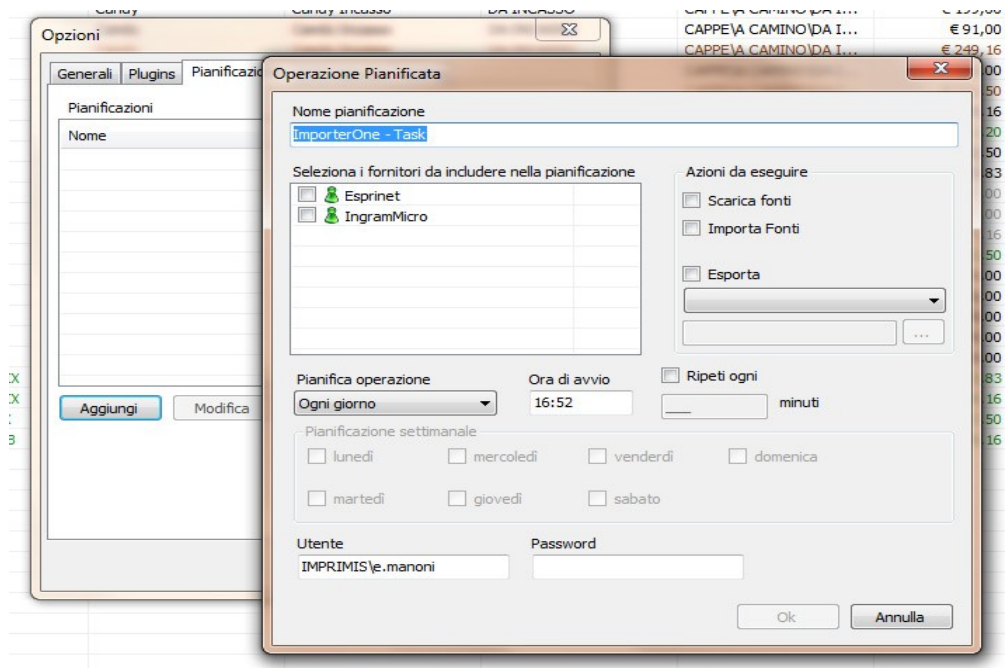 Candy
Candy Incasso
DA INCASSO
€ 91,00
CAPPE\A CAMINO\DA I...
CAPPE\A CAMINO\DA I...
€ 249,16
Opzioni
Generali
Plugins
Pianificazio
Pianificazioni
Nome
Aggiungi
Modifica
Operazione Pianificata
Nome pianificazione
ImporterOne - Task
Seleziona i fornitori da includere nella pianificazione
Esprinet
IngramMicro
Azioni da eseguire
Scarica fonti
Importa Fonti
Esporta
...
Pianifica operazione
Ogni giorno
Ora di avvio
16:52
Ripeti ogni
___ minuti
Pianificazione settimanale
lunedì
mercoledì
venderdì
domenica
martedì
giovedì
sabato
Utente
IMPRIMIS\e.manoni
Password
Ok
Annulla